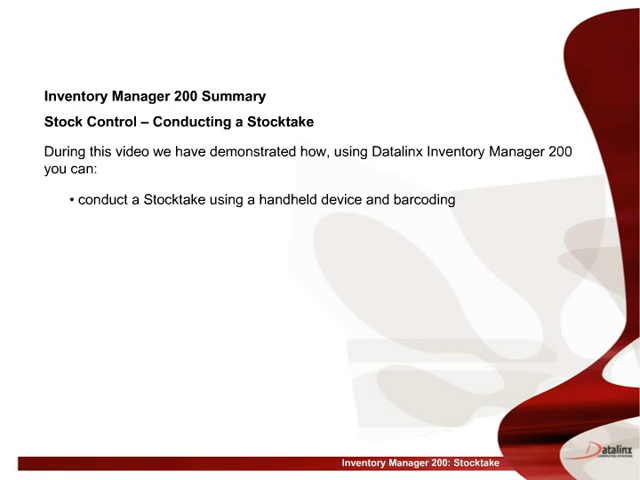 Inventory Manager 200 Summary
Stock Control – Conducting a Stocktake
During this video we have demonstrated how, using Datalinx Inventory Manager 200
you can:
• conduct a Stocktake using a handheld device and barcoding
Datalinx
Inventory Manager 200: Stocktake